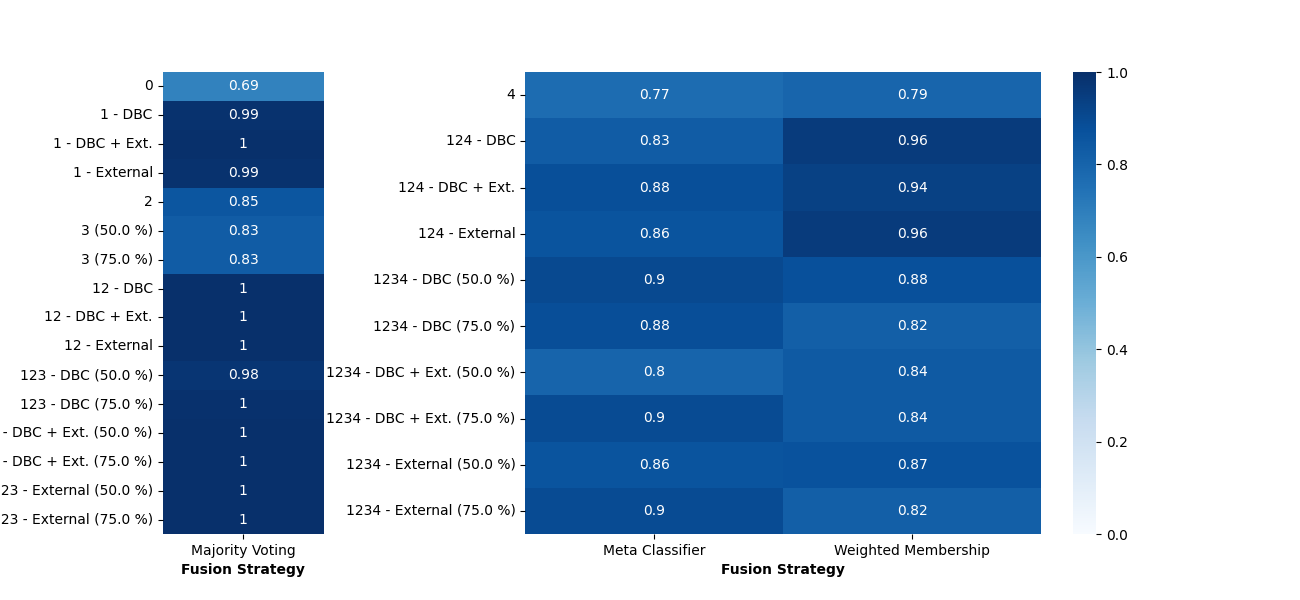 0 0.69
1 - DBC 0.99
1 - DBC + Ext. 1
1 - External 0.99
2 0.85
3 (50.0 %) 0.83
3 (75.0 %) 0.83
12 - DBC 1
12 - DBC + Ext. 1
12 - External 1
123 - DBC (50.0 %) 0.98
123 - DBC (75.0 %) 1
- DBC + Ext. (50.0 %) 1
- DBC + Ext. (75.0 %) 1
23 - External (50.0 %) 1
23 - External (75.0 %) 1
Majority Voting
Fusion Strategy
4 0.77 0.79
124 - DBC 0.83 0.96
124 - DBC + Ext. 0.88 0.94
124 - External 0.86 0.96
1234 - DBC (50.0 %) 0.9 0.88
1234 - DBC (75.0 %) 0.88 0.82
1234 - DBC + Ext. (50.0 %) 0.8 0.84
1234 - DBC + Ext. (75.0 %) 0.9 0.84
1234 - External (50.0 %) 0.86 0.87
1234 - External (75.0 %) 0.9 0.82
Meta Classifier Weighted Membership
Fusion Strategy
1.0
0.8
0.6
0.4
0.2
0.0